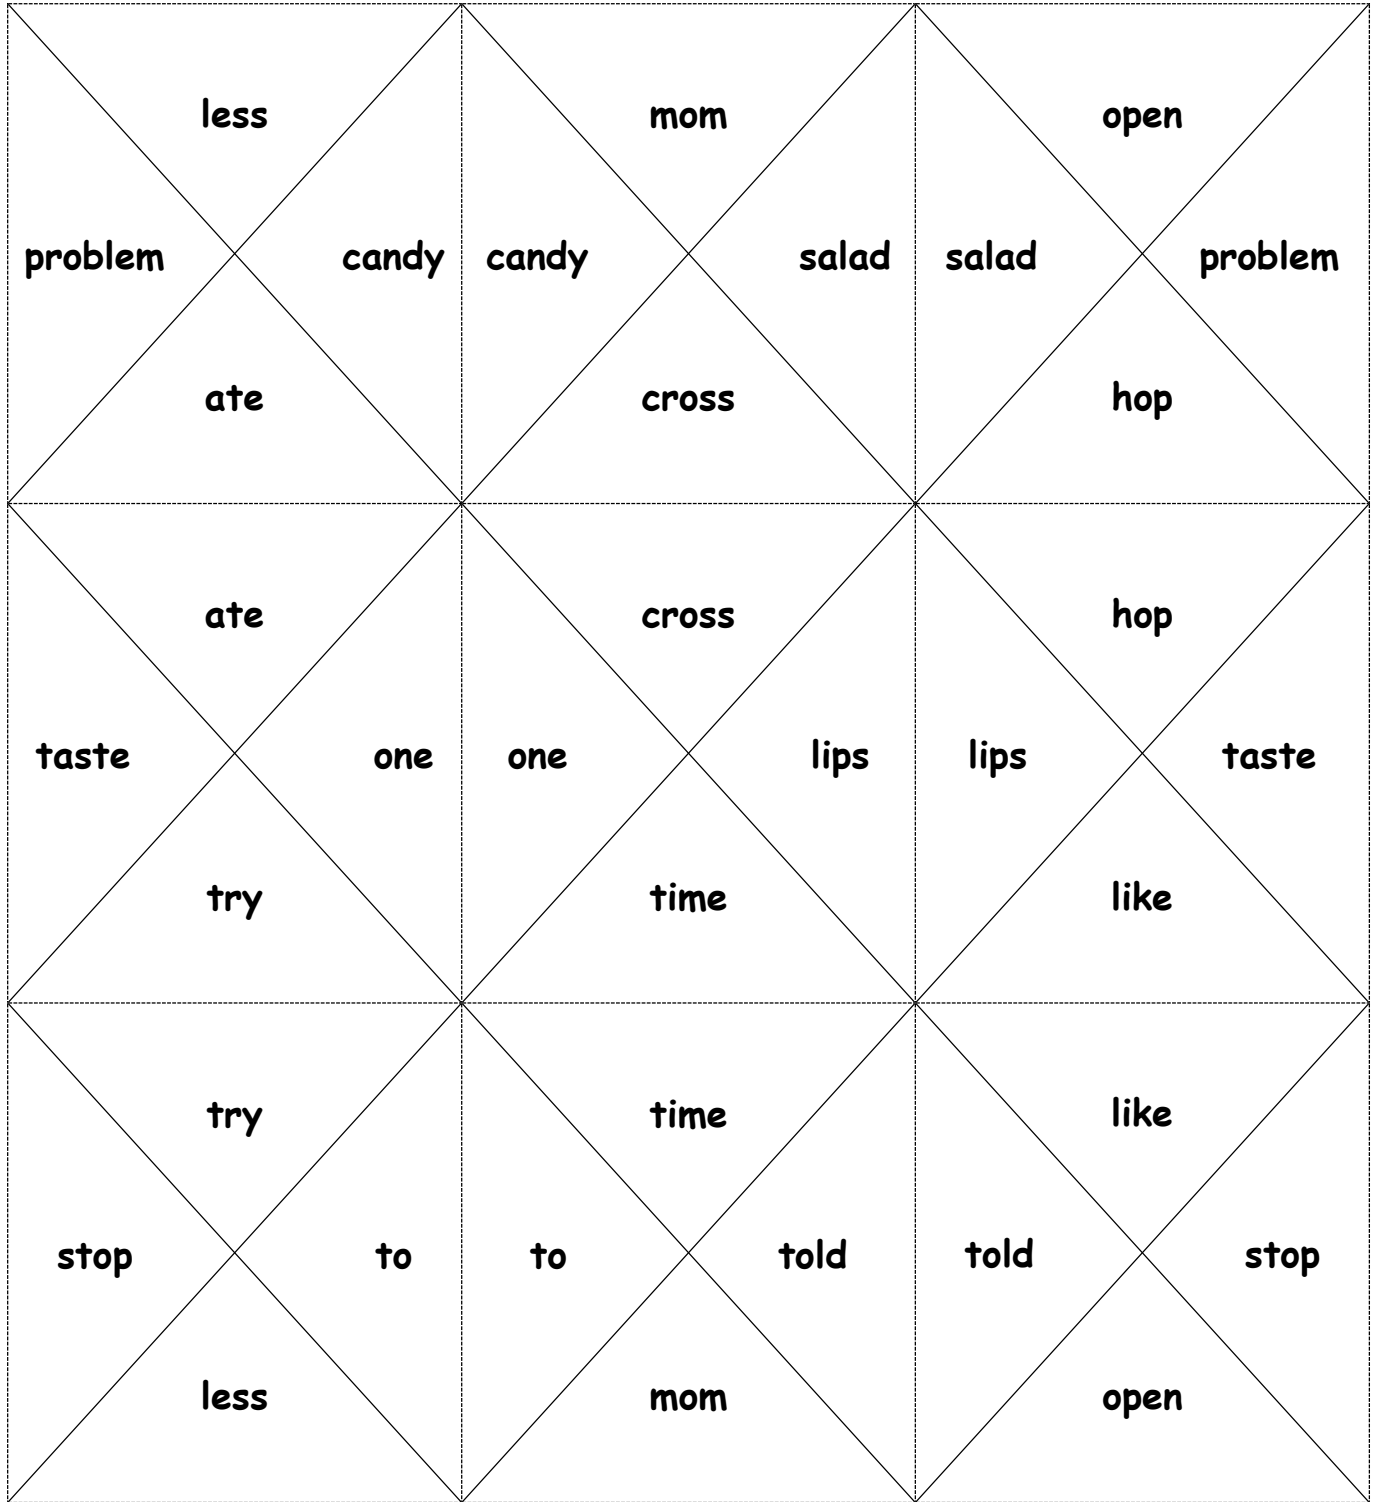 less mom open
problem candy candy salad salad problem
ate cross hop
ate cross hop
taste one one lips lips taste
try time like
try time like
stop to to told told stop
less mom open